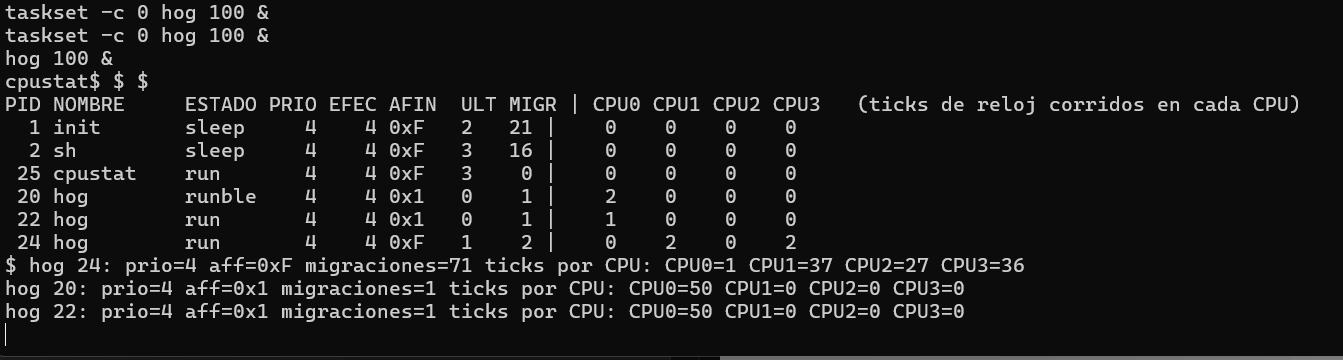 taskset -c 0 hog 100 &
taskset -c 0 hog 100 &
hog 100 &
cpustat$ $ $
PID NOMBRE     ESTADO PRIO EFEC AFIN  ULT MIGR | CPU0 CPU1 CPU2 CPU3   (ticks de reloj corridos en cada CPU)
  1 init       sleep     4    4 0xF   2   21 |    0    0    0    0
  2 sh         sleep     4    4 0xF   3   16 |    0    0    0    0
 25 cpustat    run       4    4 0xF   3    0 |    0    0    0    0
 20 hog        runble    4    4 0x1   0    1 |    2    0    0    0
 22 hog        run       4    4 0x1   0    1 |    1    0    0    0
 24 hog        run       4    4 0xF   1    2 |    0    2    0    2
$ hog 24: prio=4 aff=0xF migraciones=71 ticks por CPU: CPU0=1 CPU1=37 CPU2=27 CPU3=36
hog 20: prio=4 aff=0x1 migraciones=1 ticks por CPU: CPU0=50 CPU1=0 CPU2=0 CPU3=0
hog 22: prio=4 aff=0x1 migraciones=1 ticks por CPU: CPU0=50 CPU1=0 CPU2=0 CPU3=0